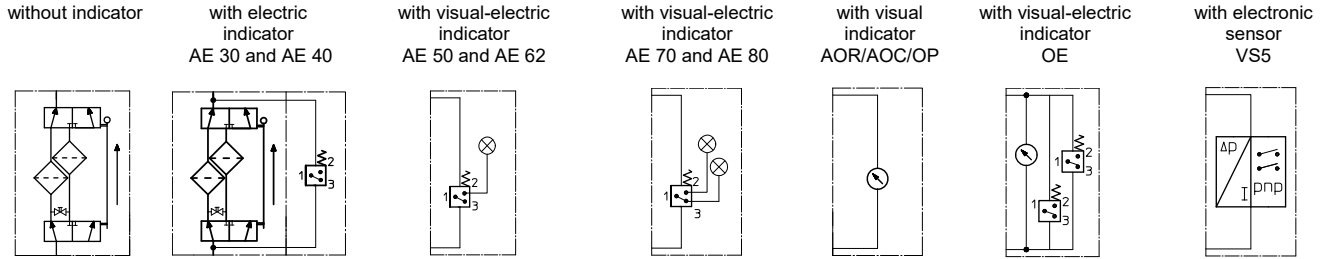 without indicator
with electric
indicator
AE 30 and AE 40
with visual-electric
indicator
AE 50 and AE 62
with visual-electric
indicator
AE 70 and AE 80
with visual
indicator
AOR/AOC/OP
with visual-electric
indicator
OE
with electronic
sensor
VS5
1 2
3
1 2
3
1 2
3
1 2
3
1 2
3
Δp
I
pnp